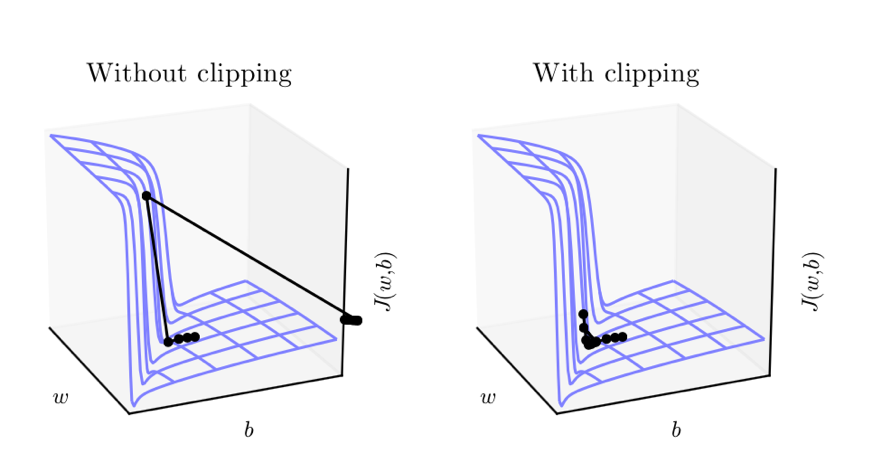 Without clipping
J(w,b)
w
b
With clipping
J(w,b)
w
b